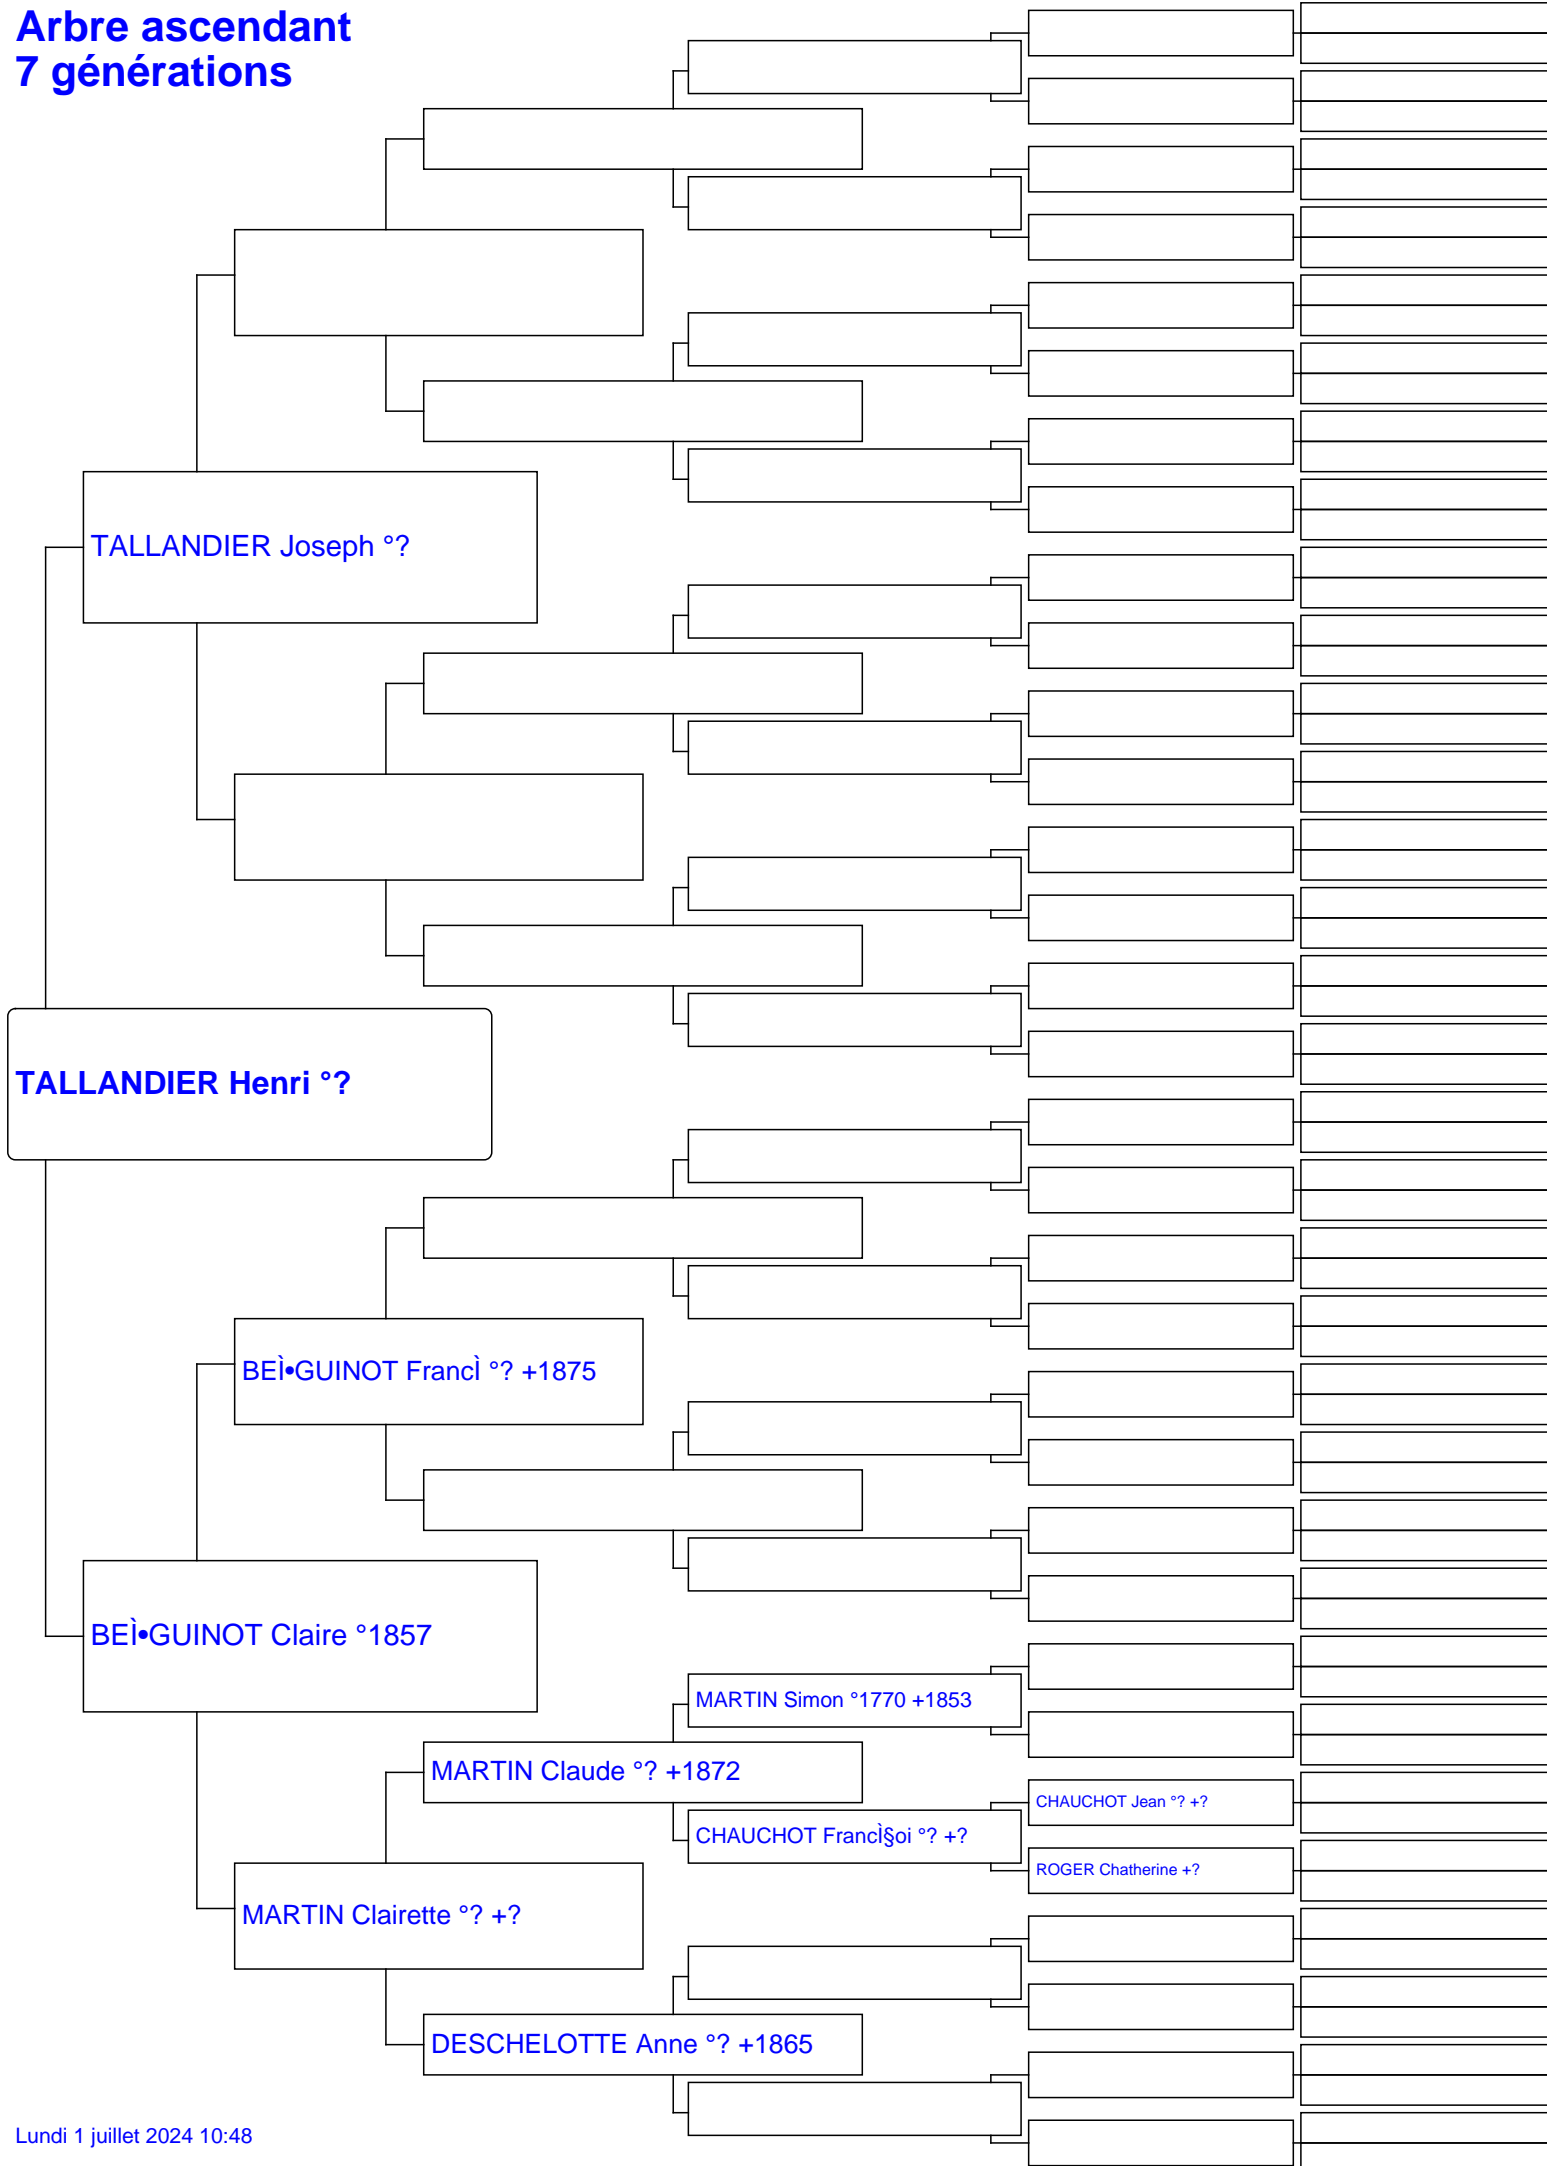 Arbre ascendant
7 générations
TALLANDIER Joseph °?
TALLANDIER Henri °?
BEÌ•GUINOT FrancÌ °? +1875
BEÌ•GUINOT Claire °1857
MARTIN Simon °1770 +1853
MARTIN Claude °? +1872
CHAUCHOT Jean °? +?
CHAUCHOT FrancÌ§oi °? +?
ROGER Chatherine +?
MARTIN Clairette °? +?
DESCHELOTTE Anne °? +1865
Lundi 1 juillet 2024 10:48